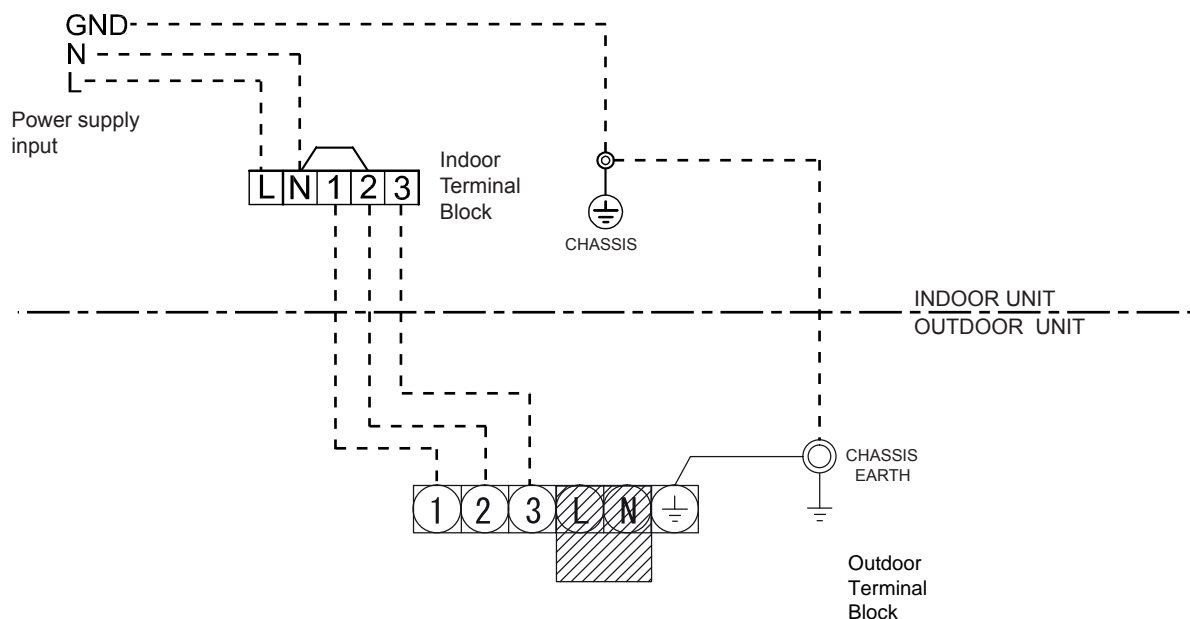 GND
N
L
Power supply
input
L N 1 2 3
Indoor
Terminal
Block
CHASSIS
INDOOR UNIT
OUTDOOR UNIT
CHASSIS
EARTH
1 2 3 L N
Outdoor
Terminal
Block